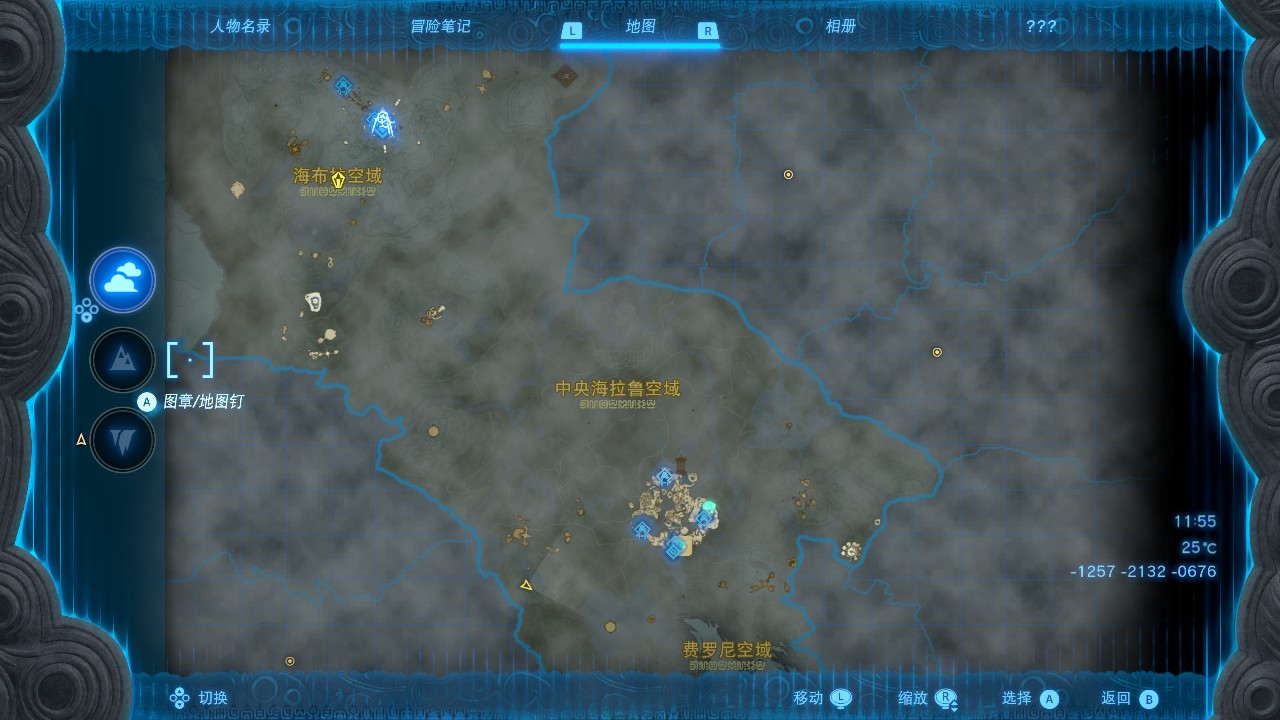 人物名录
冒险笔记
L
地图
R
相册
???
海布拉空域
A 图章/地图钉
中央海拉鲁空域
11:55
25℃
-1257 -2132 -0676
费罗尼空域
切换
移动 L
缩放 R
选择 A
返回 B